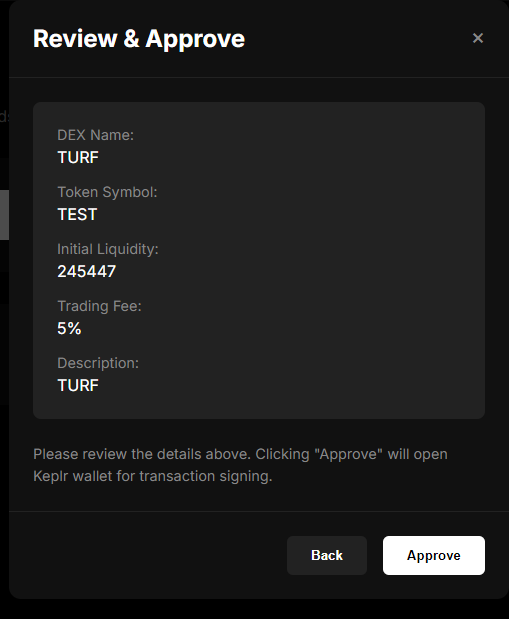 Review & Approve
×
DEX Name:
TURF
Token Symbol:
TEST
Initial Liquidity:
245447
Trading Fee:
5%
Description:
TURF
Please review the details above. Clicking "Approve" will open
Keplr wallet for transaction signing.
Back
Approve